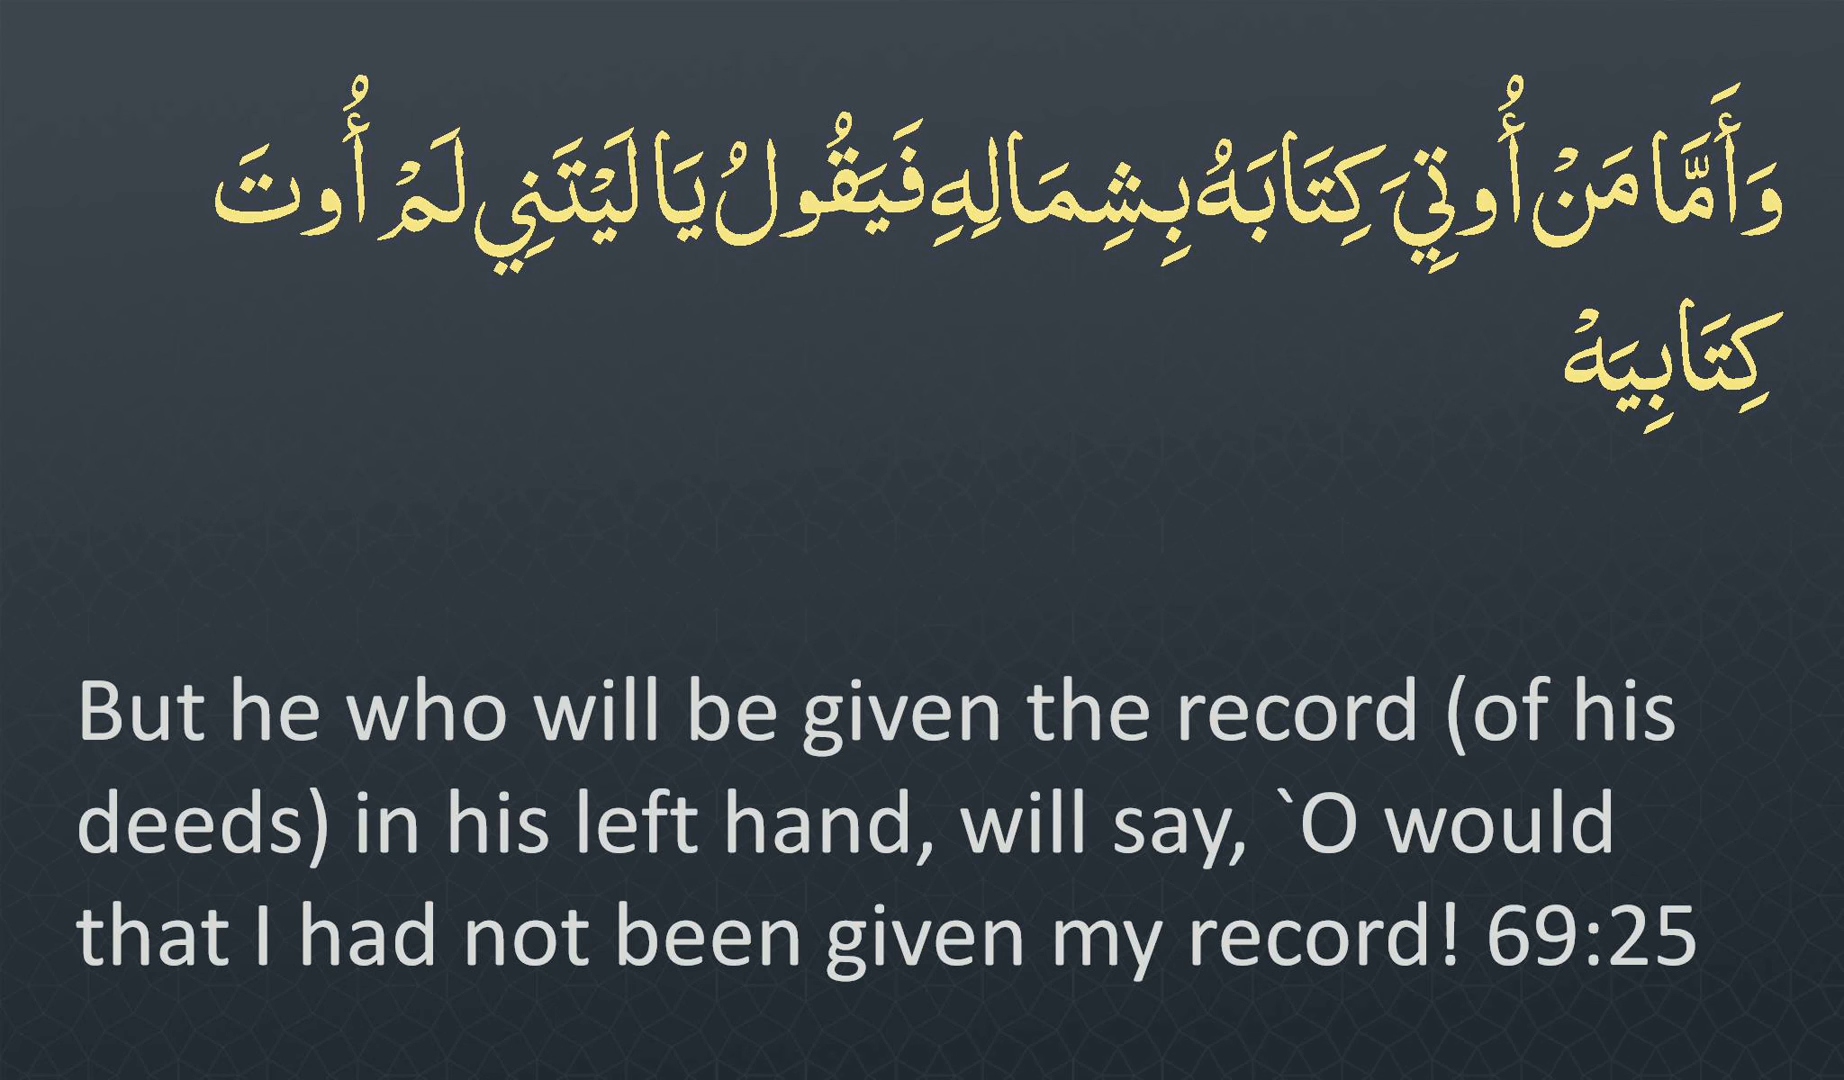 وَأَمَّا مَنْ أُوتِيَ كِتَابَهُ بِشِمَالِهِ فَيَقُولُ يَا لَيْتَنِي لَمْ أُوتَ
كِتَابِيَهْ
But he who will be given the record (of his
deeds) in his left hand, will say, `O would
that I had not been given my record! 69:25